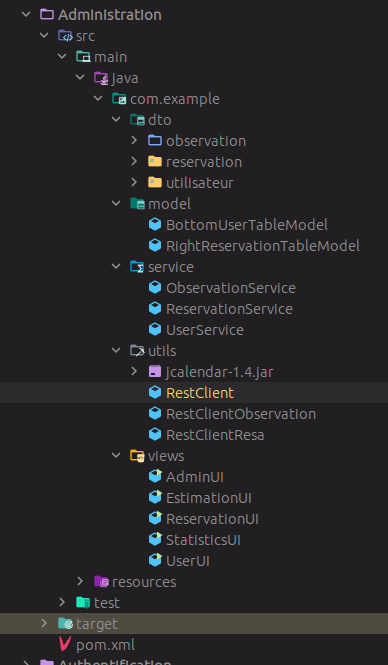 Administration
src
main
java
com.example
dto
observation
reservation
utilisateur
model
BottomUserTableModel
RightReservationTableModel
service
ObservationService
ReservationService
UserService
utils
jcalendar-1.4.jar
RestClient
RestClientObservation
RestClientResa
views
AdminUI
EstimationUI
ReservationUI
StatisticsUI
UserUI
resources
test
target
pom.xml
Authentification